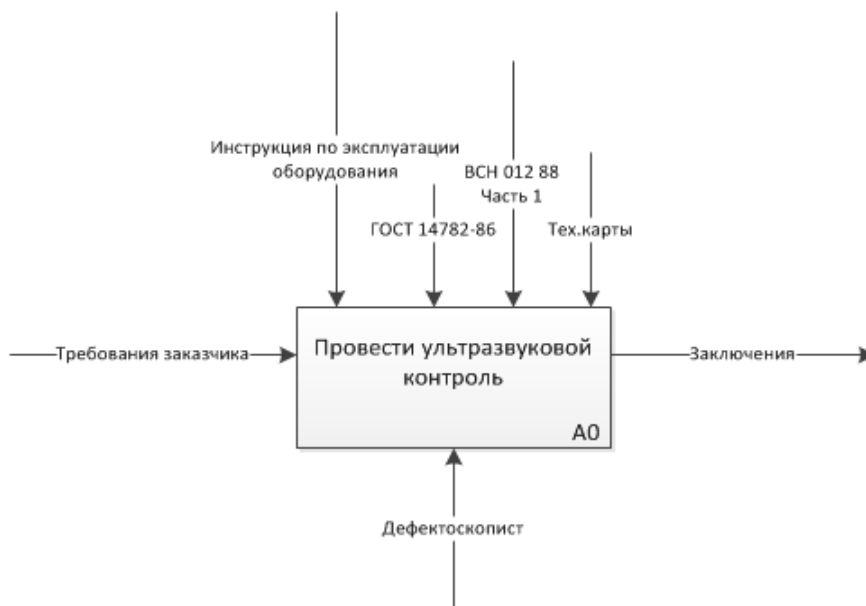 Инструкция по эксплуатации
оборудования
ГОСТ 14782-86
ВСН 012 88
Часть 1
Тех.карты
Требования заказчика
Провести ультразвуковой
контроль
A0
Заключения
Дефектоскопист